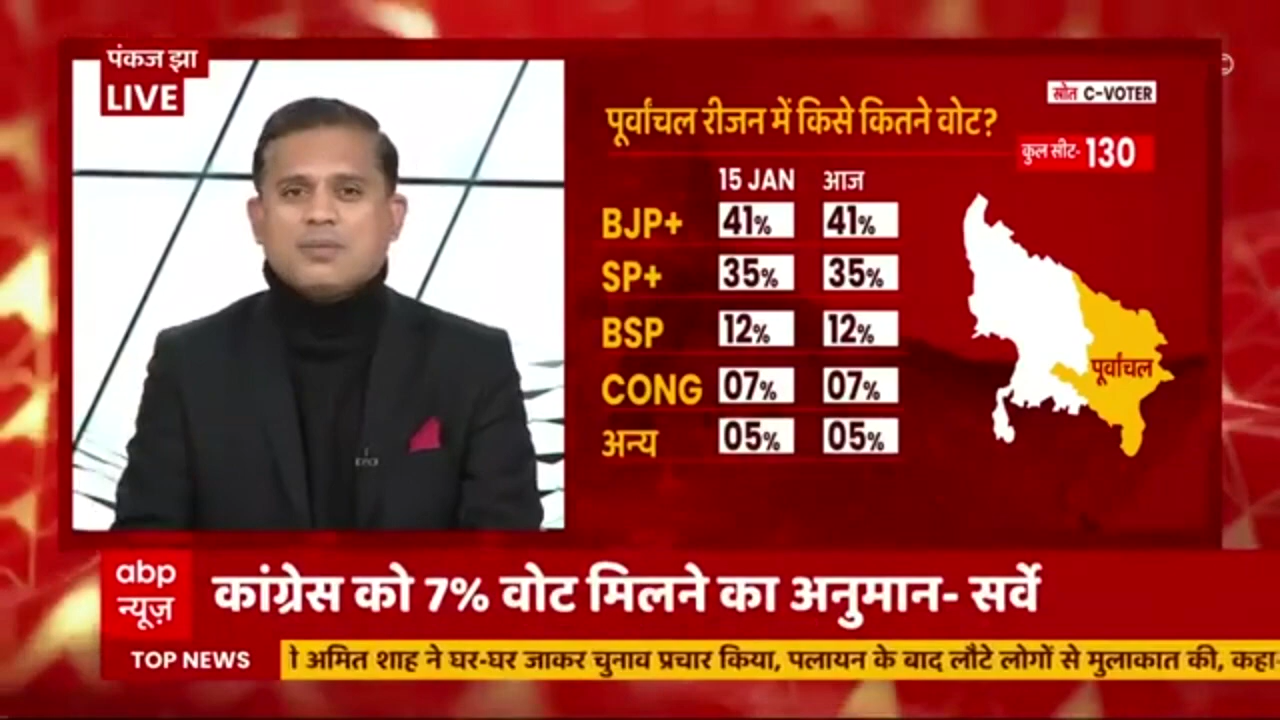 पंकज झा
LIVE
स्रोत C-VOTER
पूर्वांचल रीजन में किसे कितने वोट?
कुल सीट- 130
15 JAN आज
BJP+ 41% 41%
SP+ 35% 35%
BSP 12% 12%
CONG 07% 07%
अन्य 05% 05%
पूर्वांचल
abp
न्यूज़
कांग्रेस को 7% वोट मिलने का अनुमान- सर्वे
TOP NEWS
अमित शाह ने घर-घर जाकर चुनाव प्रचार किया, पलायन के बाद लौटे लोगों से मुलाकात की, कहा-